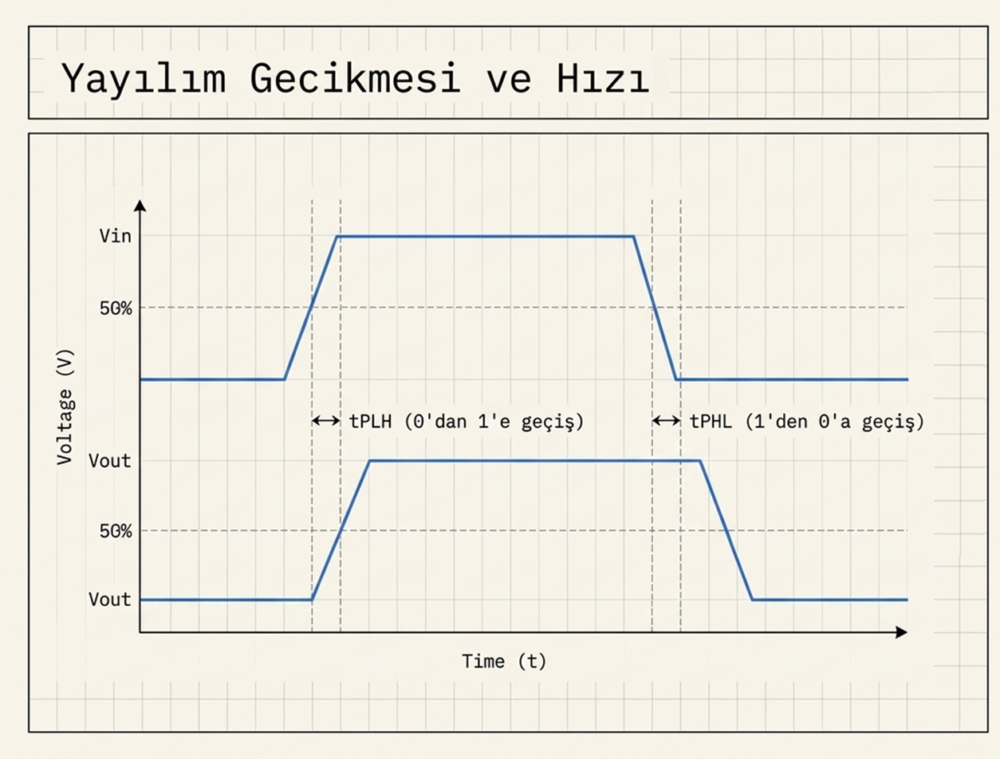 Yayılım Gecikmesi ve Hızı
Vin
50%
Voltage (V)
tPLH (0'dan 1'e geçiş)
tPHL (1'den 0'a geçiş)
Vout
50%
Vout
Time (t)